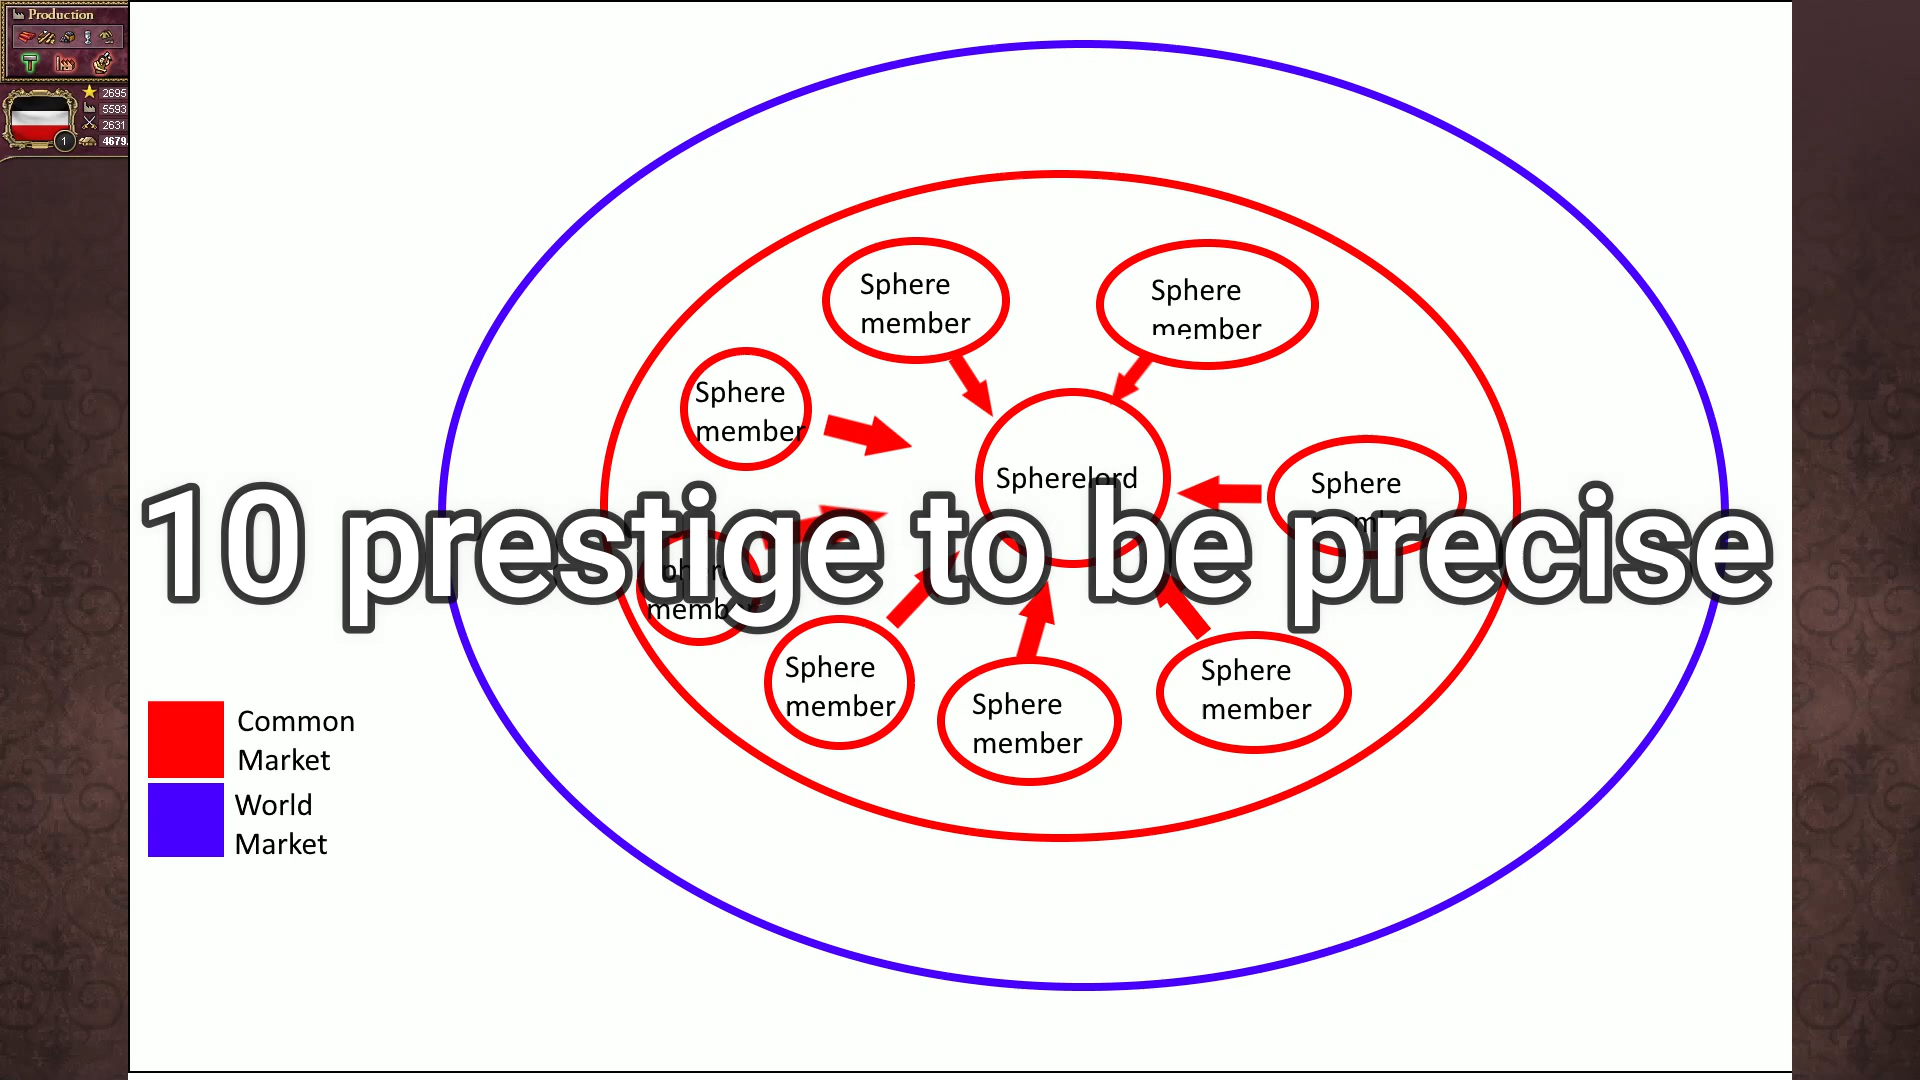 Production
2695
5593
2631
1
4679.
Sphere
member
Sphere
member
Sphere
member
Spherelord
Sphere
10 prestige to be precise
Sphere
member
Sphere
member
Sphere
member
Common
Market
World
Market